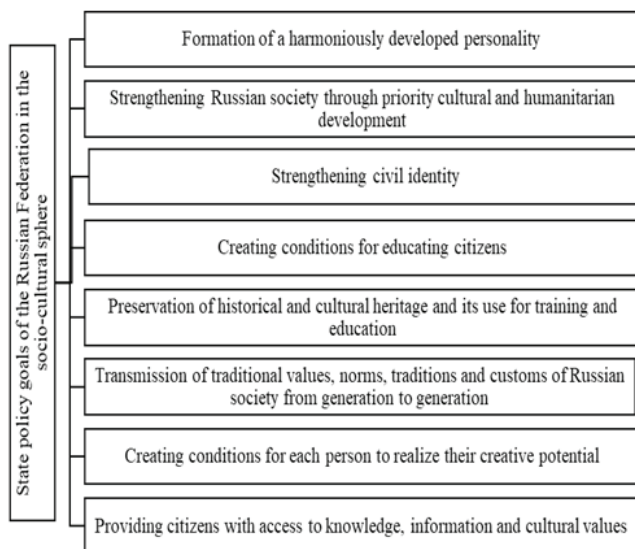 State policy goals of the Russian Federation in the
socio-cultural sphere
Formation of a harmoniously developed personality
Strengthening Russian society through priority cultural and humanitarian
development
Strengthening civil identity
Creating conditions for educating citizens
Preservation of historical and cultural heritage and its use for training and
education
Transmission of traditional values, norms, traditions and customs of Russian
society from generation to generation
Creating conditions for each person to realize their creative potential
Providing citizens with access to knowledge, information and cultural values